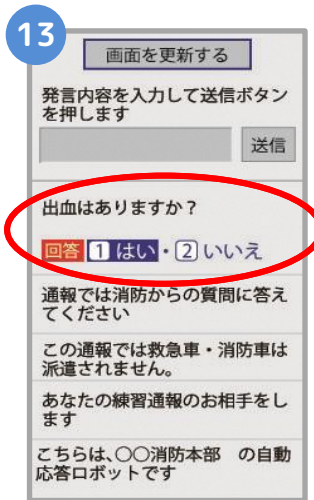 13
画面を更新する
発言内容を入力して送信ボタン
を押します
送信
出血はありますか？
回答 1 はい・2 いいえ
通報では消防からの質問に答え
てください
この通報では救急車・消防車は
派遣されません。
あなたの練習通報のお相手をし
ます
こちらは、〇〇消防本部　の自動
応答ロボットです